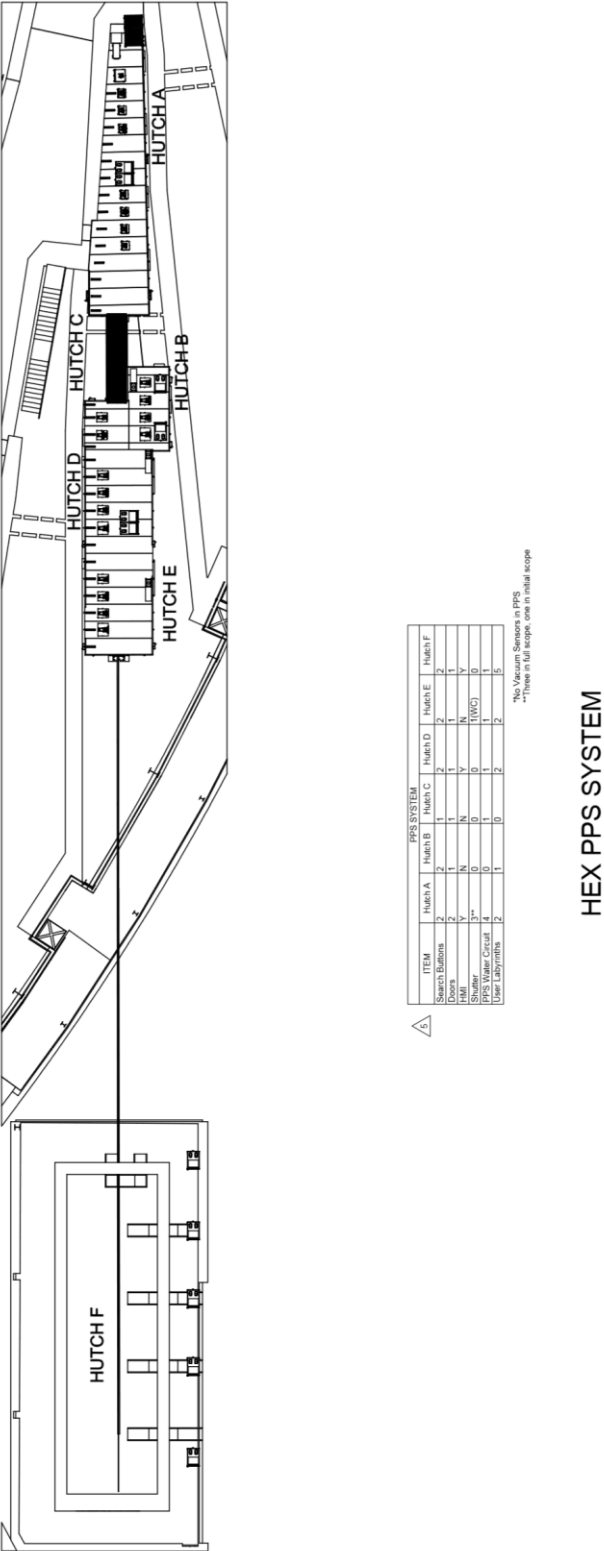 HUTCH F
HUTCH E
HUTCH D
HUTCH C
HUTCH B
HUTCH A
5
PPS SYSTEM
ITEM Hutch A Hutch B Hutch C Hutch D Hutch E Hutch F
Search Buttons 2 2 1 2 2 2
Doors 2 1 1 1 1 1
HMI Y N N Y N Y
Shutter 3** 0 0 0 1(WC) 0
PPS Water Circuit 4 0 1 1 1 1
User Labyrinths 2 1 0 2 2 5
*No Vacuum Sensors in PPS
**Three in full scope, one in initial scope
HEX PPS SYSTEM